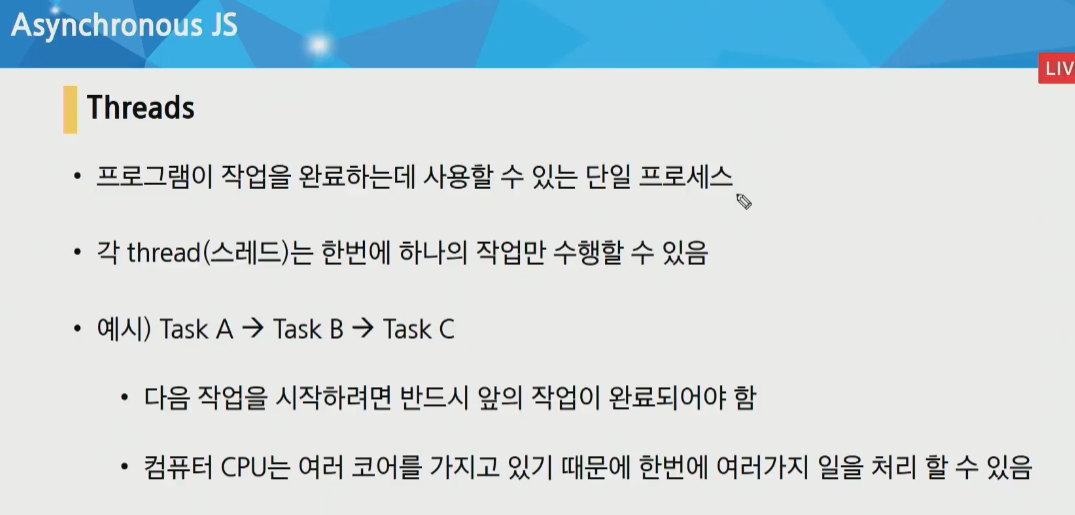 Asynchronous JS
LIV
Threads
• 프로그램이 작업을 완료하는데 사용할 수 있는 단일 프로세스
• 각 thread(스레드)는 한번에 하나의 작업만 수행할 수 있음
• 예시) Task A → Task B → Task C
• 다음 작업을 시작하려면 반드시 앞의 작업이 완료되어야 함
• 컴퓨터 CPU는 여러 코어를 가지고 있기 때문에 한번에 여러가지 일을 처리 할 수 있음